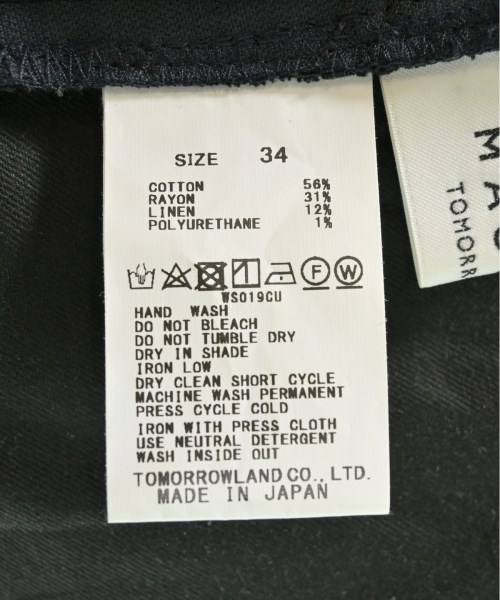 SIZE 34
COTTON 56%
RAYON 31%
LINEN 12%
POLYURETHANE 1%
F W
WS019CU
HAND WASH
DO NOT BLEACH
DO NOT TUMBLE DRY
DRY IN SHADE
IRON LOW
DRY CLEAN SHORT CYCLE
MACHINE WASH PERMANENT
PRESS CYCLE COLD
IRON WITH PRESS CLOTH
USE NEUTRAL DETERGENT
WASH INSIDE OUT
TOMORROWLAND CO., LTD.
MADE IN JAPAN
MA
TOMORR